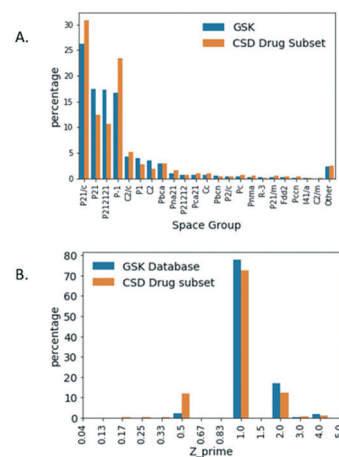 A.
GSK
CSD Drug Subset
percentage
30
25
20
15
10
5
0
P21/c
P21
P212121
P-1
C2/c
P1
C2
Pbca
Pna21
P21212
Pca21
Cc
Pbcn
P2/c
Pc
Pnma
R-3
P21/m
Fdd2
Pccn
I41/a
C2/m
Other
Space Group
B.
GSK Database
CSD Drug subset
percentage
80
70
60
50
40
30
20
10
0
0.04
0.13
0.17
0.25
0.33
0.5
0.67
0.83
1.0
1.5
2.0
3.0
4.0
5.0
Z_prime